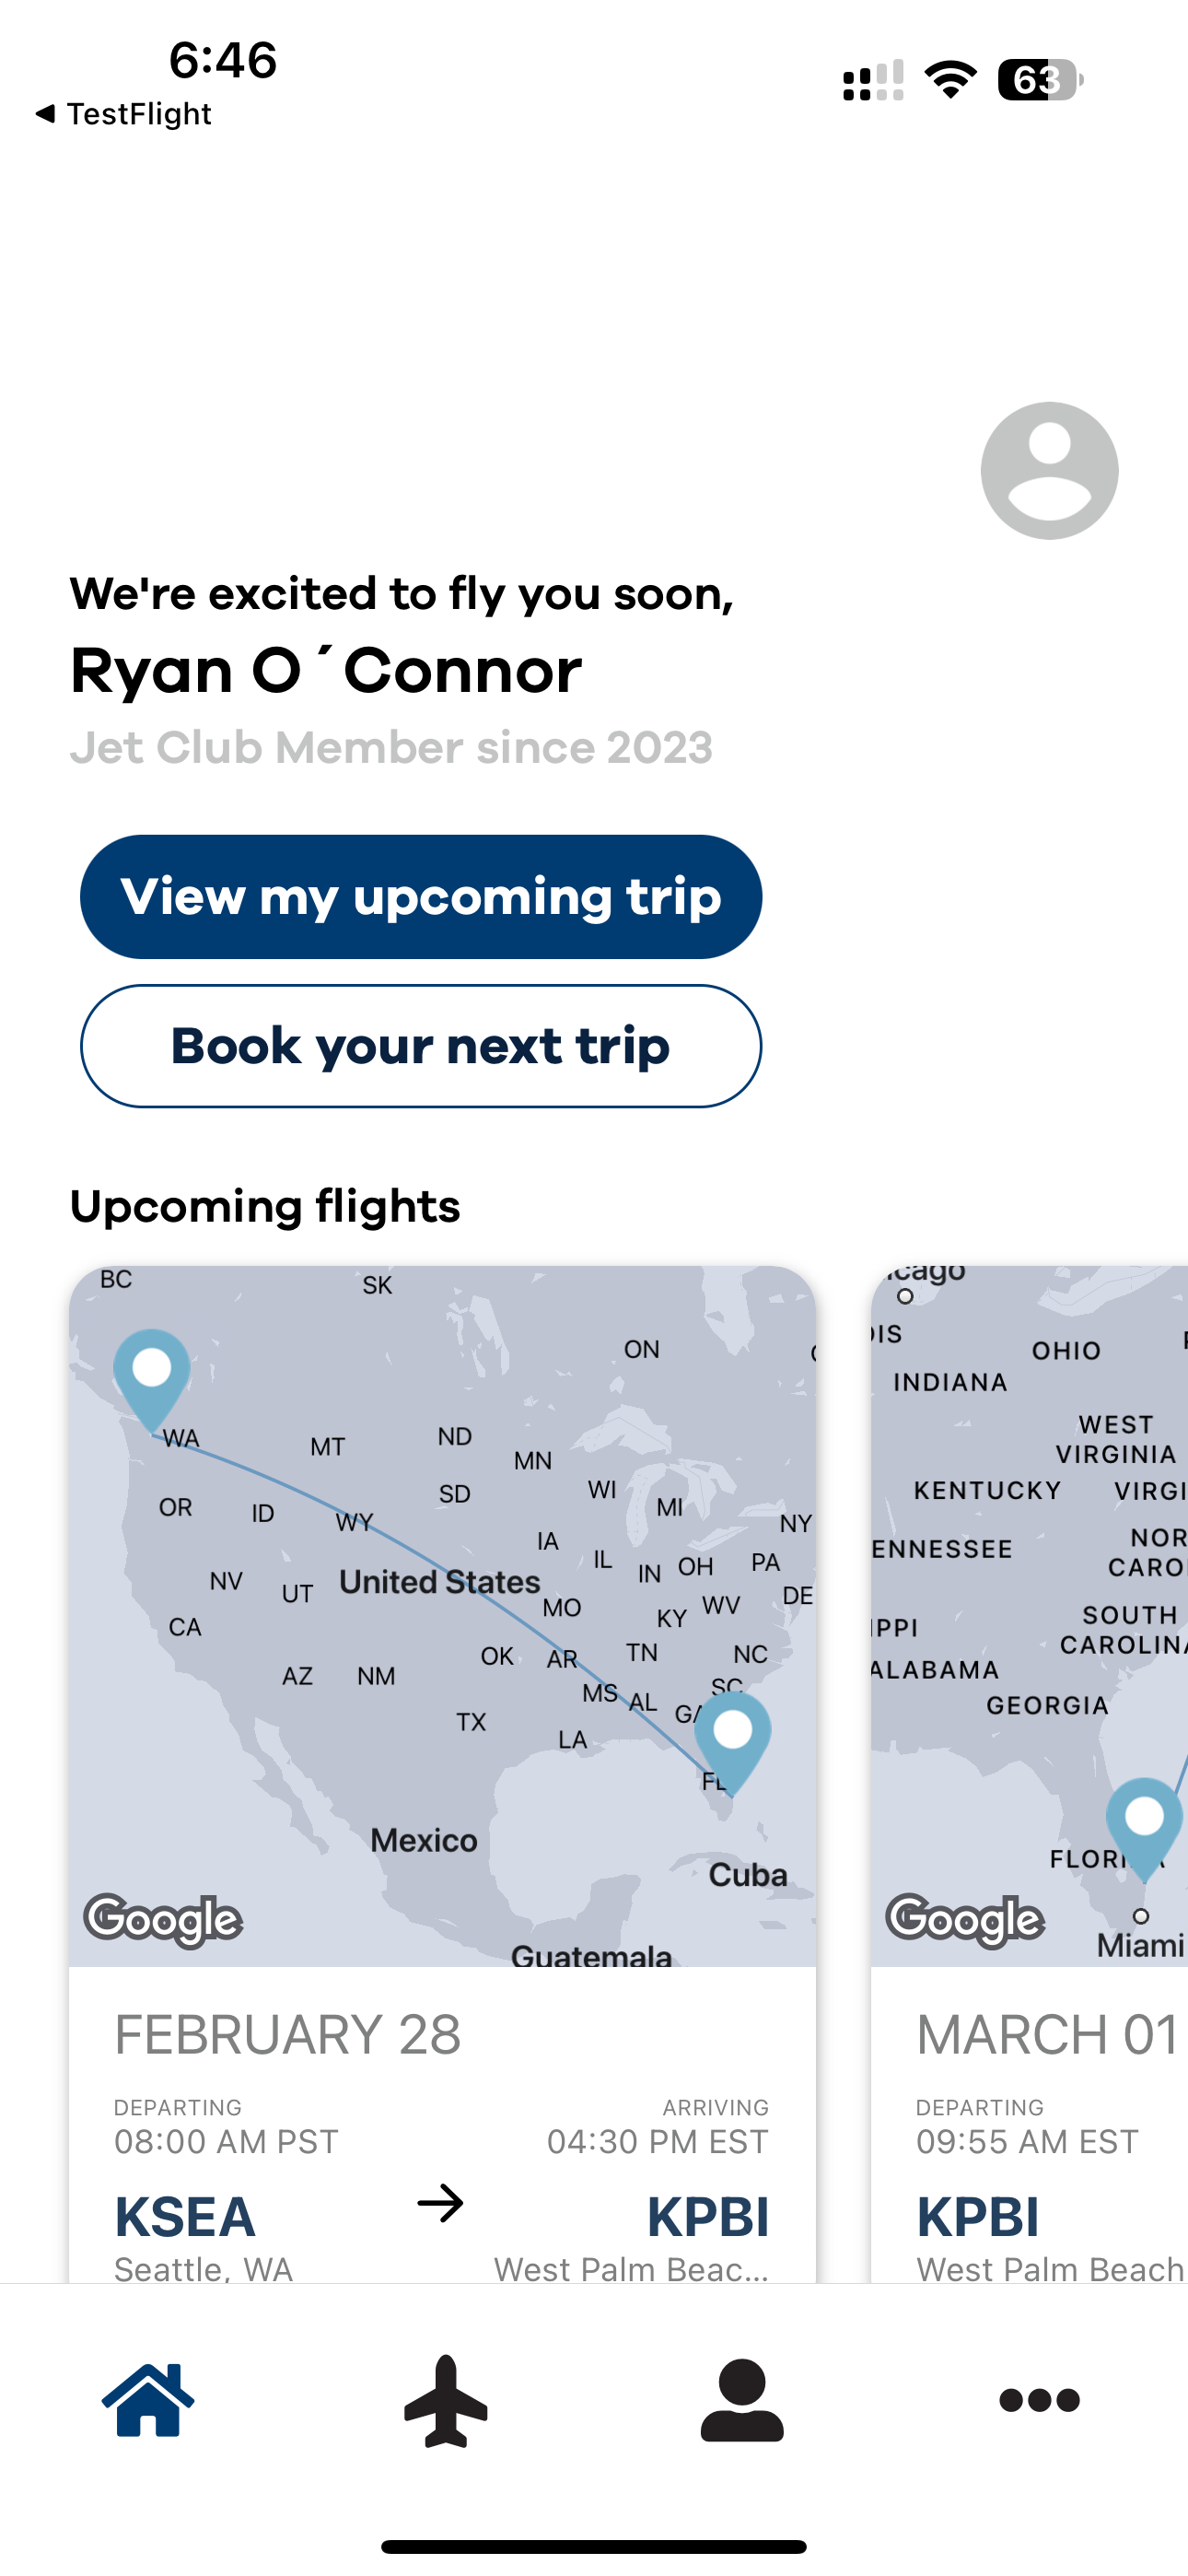 6:46
63
TestFlight
We're excited to fly you soon,
Ryan O´Connor
Jet Club Member since 2023
View my upcoming trip
Book your next trip
Upcoming flights
BC
SK
ON
WA
MT
ND
MN
OR
ID
WY
SD
WI
MI
NY
IA
IL
IN
OH
PA
NV
UT
United States
MO
KY
WV
DE
CA
OK
AR
TN
NC
AZ
NM
MS
AL
GA
SC
TX
LA
FL
Mexico
Cuba
Google
Guatemala
icago
OIS
OHIO
INDIANA
WEST
VIRGINIA
KENTUCKY
VIRGI
ENNESSEE
NOR
CARO
IPPI
SOUTH
CAROLINA
ALABAMA
GEORGIA
FLORI A
Google
Miami
FEBRUARY 28
DEPARTING
ARRIVING
08:00 AM PST
04:30 PM EST
KSEA
KPBI
Seattle, WA
West Palm Beac...
MARCH 01
DEPARTING
09:55 AM EST
KPBI
West Palm Beach